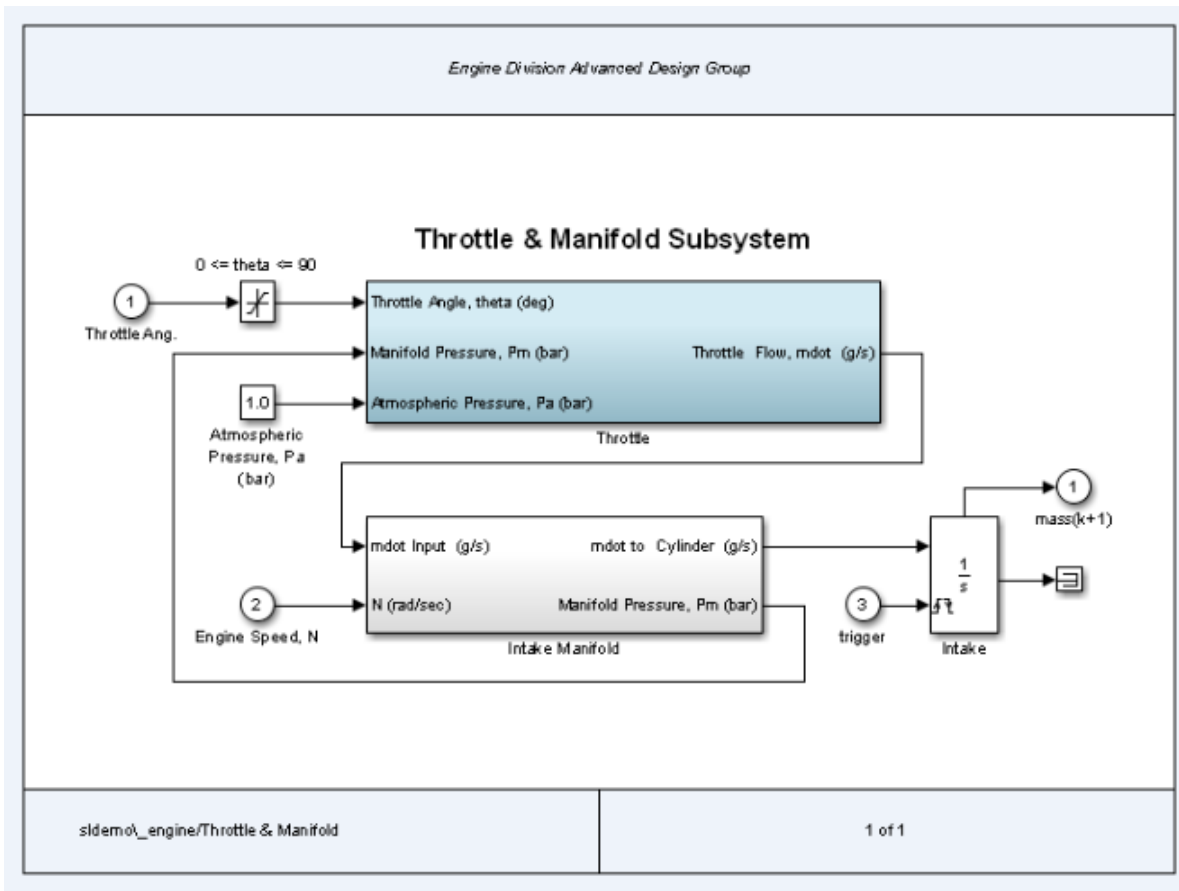 Engine Division Advanced Design Group
Throttle & Manifold Subsystem
0 <= theta <= 90
1
Throttle Ang.
Throttle Angle, theta (deg)
Manifold Pressure, Pm (bar)
Throttle Flow, mdot (g/s)
1.0
Atmospheric Pressure, Pa (bar)
Atmospheric
Pressure, Pa
(bar)
Throttle
1
mass(k+1)
mdot Input (g/s)
mdot to Cylinder (g/s)
1
s
2
N (rad/sec)
Manifold Pressure, Pm (bar)
3
Engine Speed, N
Intake Manifold
trigger
Intake
sldemo\_engine/Throttle & Manifold
1 of 1